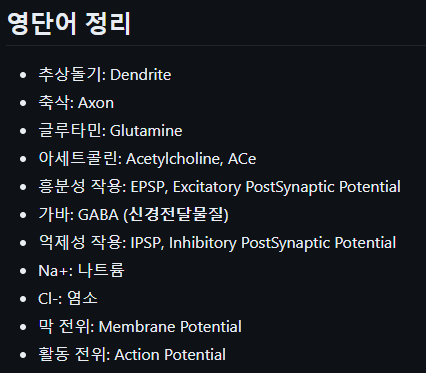 영단어 정리
추상돌기: Dendrite
축삭: Axon
글루타민: Glutamine
아세트콜린: Acetylcholine, ACe
흥분성 작용: EPSP, Excitatory PostSynaptic Potential
가바: GABA (신경전달물질)
억제성 작용: IPSP, Inhibitory PostSynaptic Potential
Na+: 나트륨
Cl-: 염소
막 전위: Membrane Potential
활동 전위: Action Potential